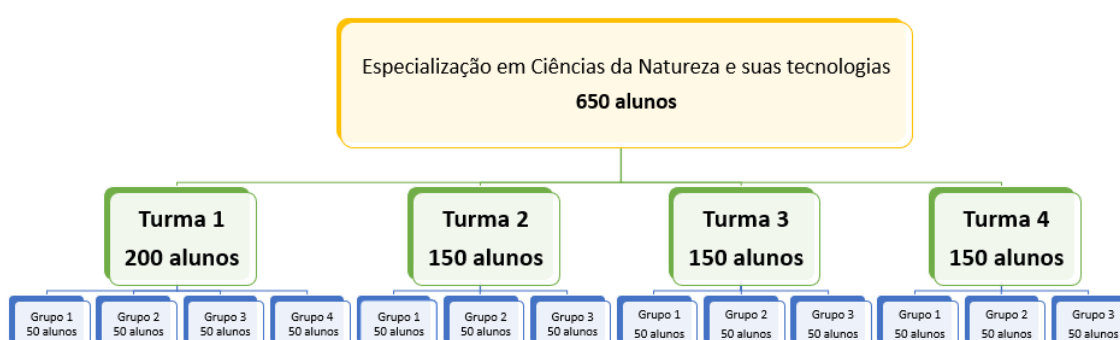 Especialização em Ciências da Natureza e suas tecnologias
650 alunos
Turma 1
200 alunos
Turma 2
150 alunos
Turma 3
150 alunos
Turma 4
150 alunos
Grupo 1
50 alunos
Grupo 2
50 alunos
Grupo 3
50 alunos
Grupo 4
50 alunos
Grupo 1
50 alunos
Grupo 2
50 alunos
Grupo 3
50 alunos
Grupo 1
50 alunos
Grupo 2
50 alunos
Grupo 3
50 alunos
Grupo 1
50 alunos
Grupo 2
50 alunos
Grupo 3
50 alunos